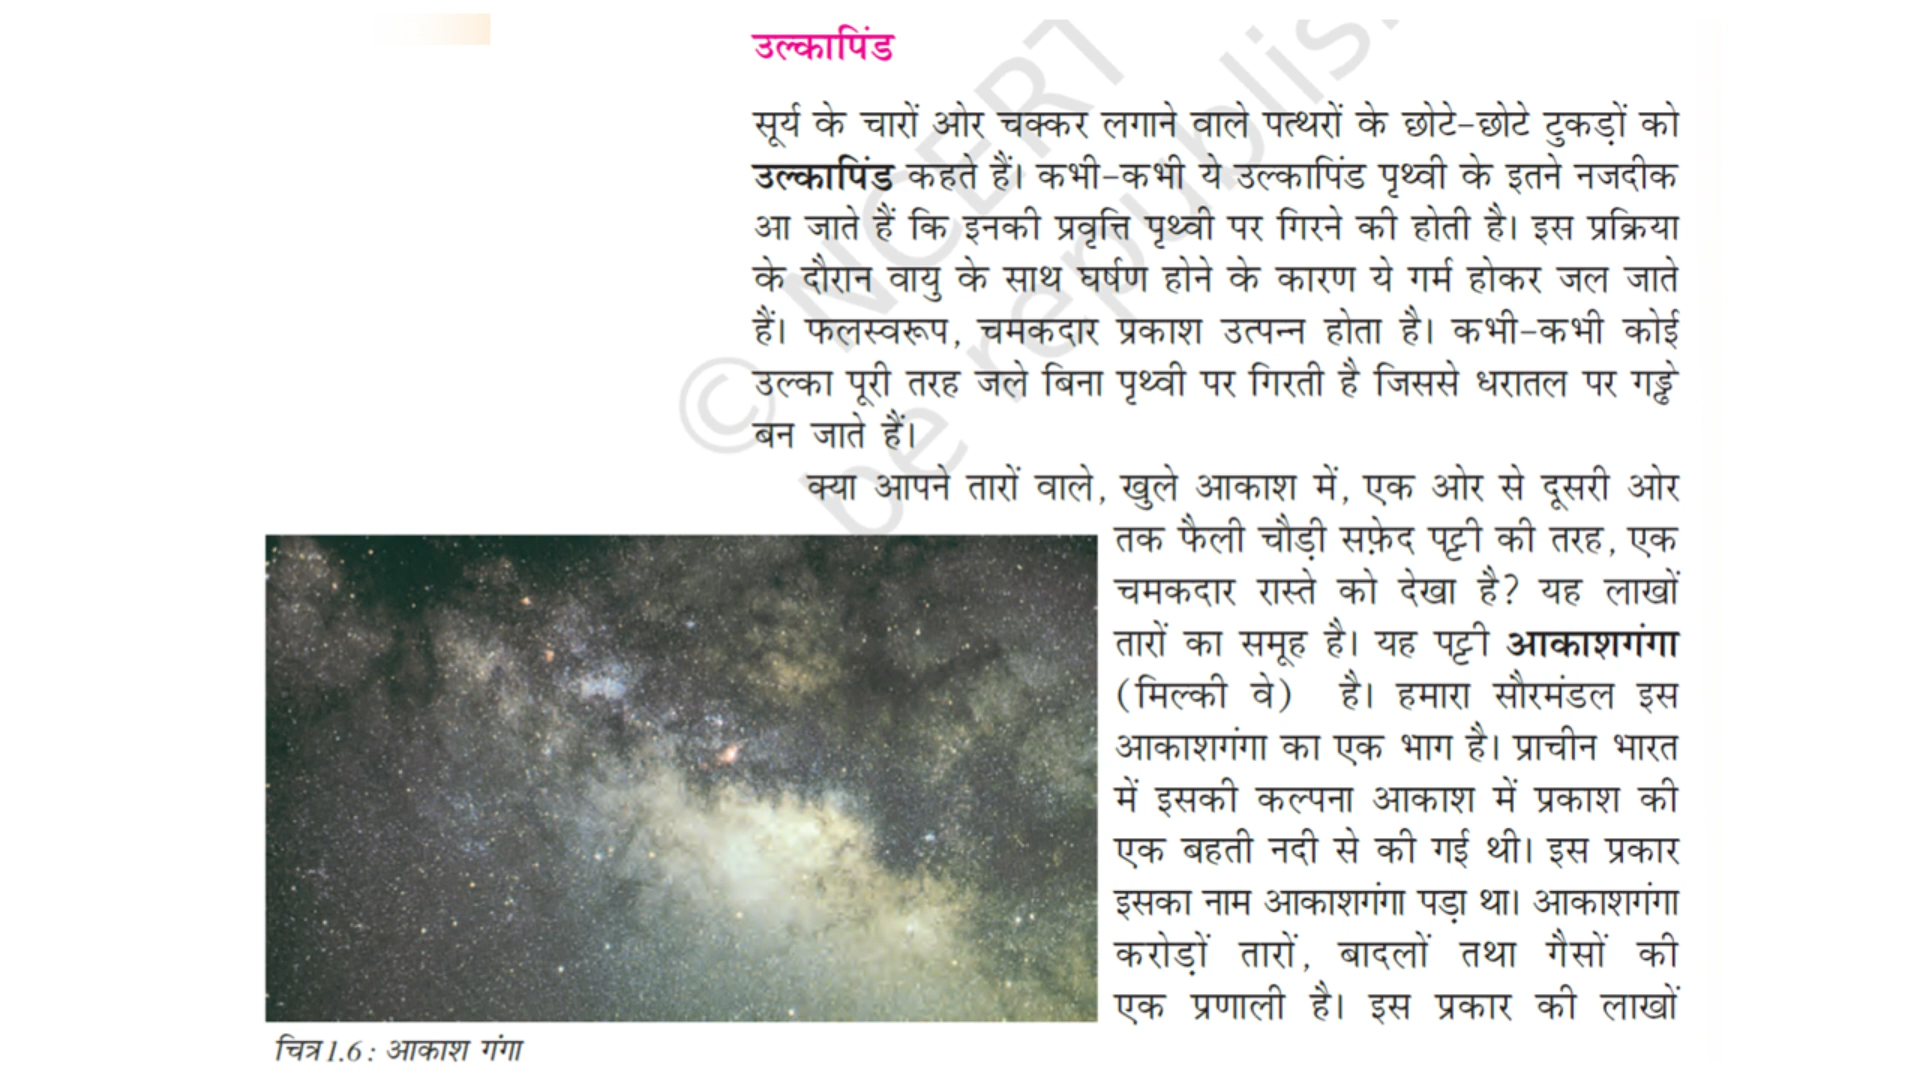 उल्कापिंड
सूर्य के चारों ओर चक्कर लगाने वाले पत्थरों के छोटे-छोटे टुकड़ों को
उल्कापिंड कहते हैं। कभी-कभी ये उल्कापिंड पृथ्वी के इतने नजदीक
आ जाते हैं कि इनकी प्रवृत्ति पृथ्वी पर गिरने की होती है। इस प्रक्रिया
के दौरान वायु के साथ घर्षण होने के कारण ये गर्म होकर जल जाते
हैं। फलस्वरूप, चमकदार प्रकाश उत्पन्न होता है। कभी-कभी कोई
उल्का पूरी तरह जले बिना पृथ्वी पर गिरती है जिससे धरातल पर गड्ढे
बन जाते हैं।
क्या आपने तारों वाले, खुले आकाश में, एक ओर से दूसरी ओर
तक फैली चौड़ी सफ़ेद पट्टी की तरह, एक
चमकदार रास्ते को देखा है? यह लाखों
तारों का समूह है। यह पट्टी आकाशगंगा
(मिल्की वे) है। हमारा सौरमंडल इस
आकाशगंगा का एक भाग है। प्राचीन भारत
में इसकी कल्पना आकाश में प्रकाश की
एक बहती नदी से की गई थी। इस प्रकार
इसका नाम आकाशगंगा पड़ा था। आकाशगंगा
करोड़ों तारों, बादलों तथा गैसों की
एक प्रणाली है। इस प्रकार की लाखों
चित्र 1.6 : आकाश गंगा
© NCERT
be republis